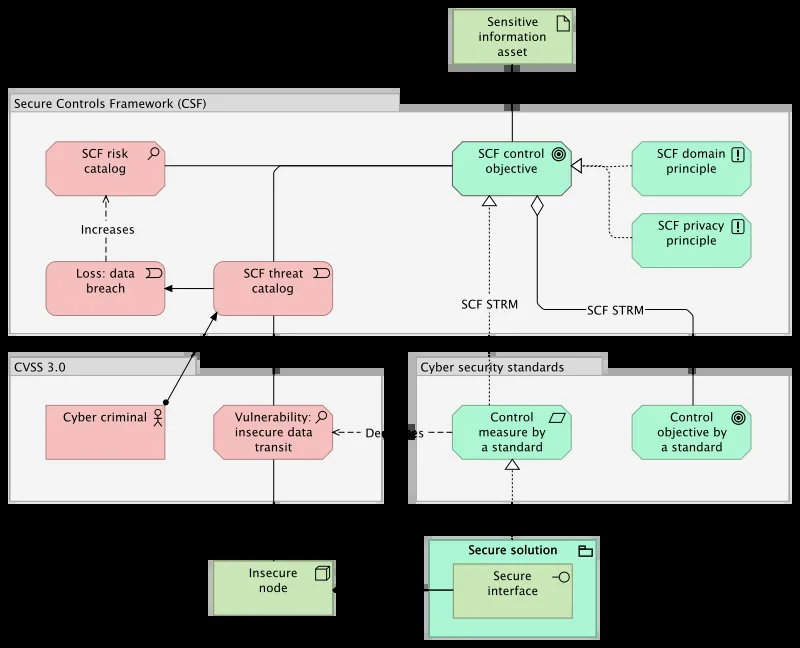 Sensitive
information
asset
Secure Controls Framework (CSF)
SCF risk
catalog
SCF control
objective
SCF domain
principle
SCF privacy
principle
Increases
Loss: data
breach
SCF threat
catalog
SCF STRM
SCF STRM
CVSS 3.0
Cyber security standards
Cyber criminal
Vulnerability:
insecure data
transit
Control
measure by
a standard
Control
objective by
a standard
Secure solution
Insecure
node
Secure
interface